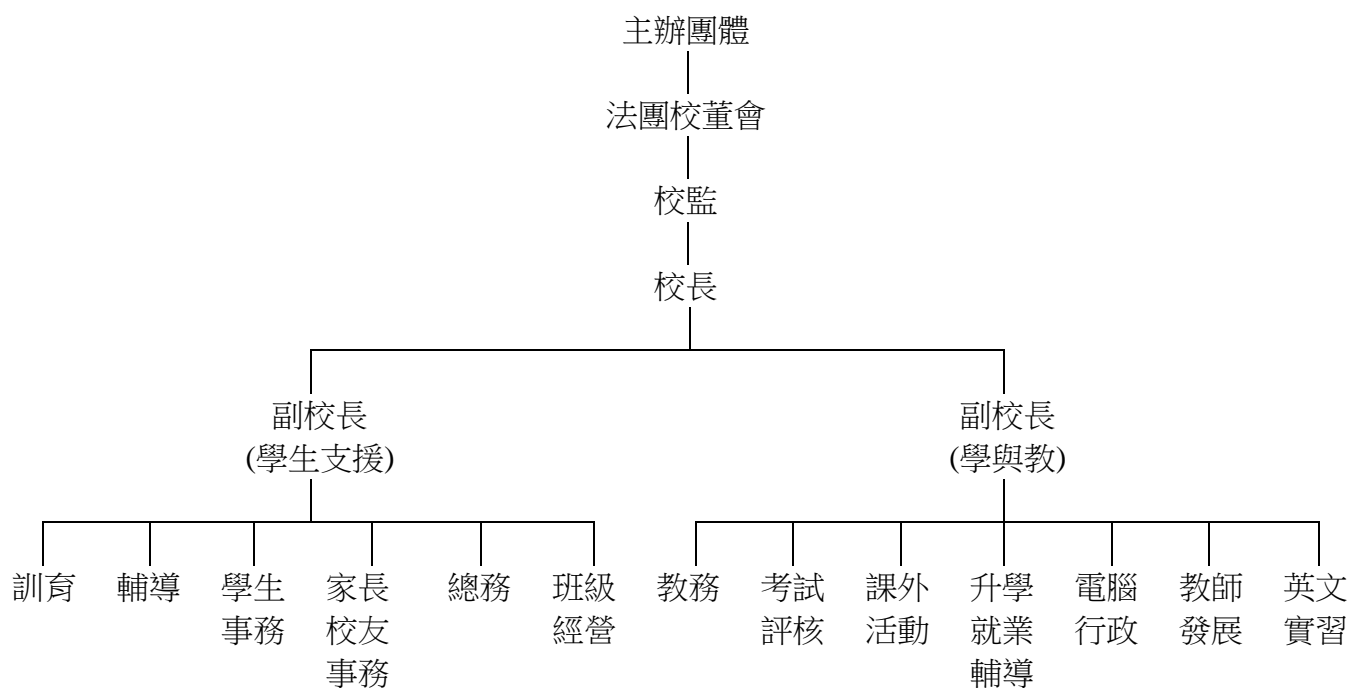 主辦團體
法團校董會
校監
校長
副校長
(學生支援)
副校長
(學與教)
訓育
輔導
學生
事務
家長
校友
事務
總務
班級
經營
教務
考試
評核
課外
活動
升學
就業
輔導
電腦
行政
教師
發展
英文
實習